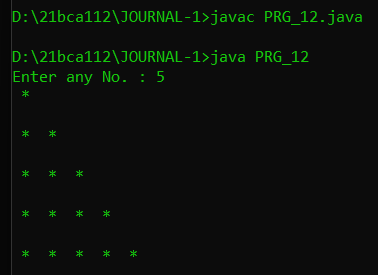 D:\21bca112\JOURNAL-1>javac PRG_12.java
D:\21bca112\JOURNAL-1>java PRG_12
Enter any No. : 5
*
* *
* * *
* * * *
* * * * *